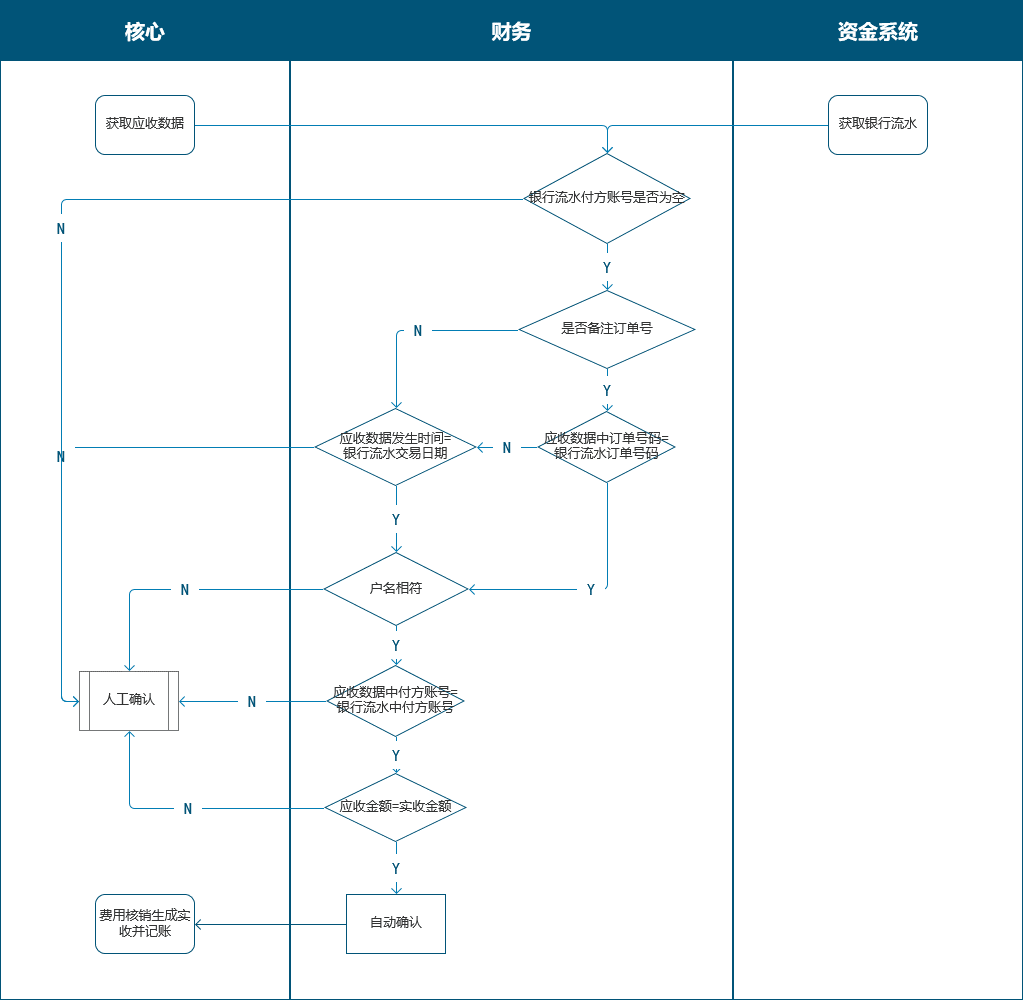 核心
财务
资金系统
获取应收数据
获取银行流水
银行流水付方账号是否为空
N
Y
是否备注订单号
N
Y
应收数据发生时间=
银行流水交易日期
N
应收数据中订单号码=
银行流水订单号码
N
Y
户名相符
N
Y
Y
应收数据中付方账号=
银行流水中付方账号
人工确认
N
Y
应收金额=实收金额
N
Y
费用核销生成实
收并记账
自动确认